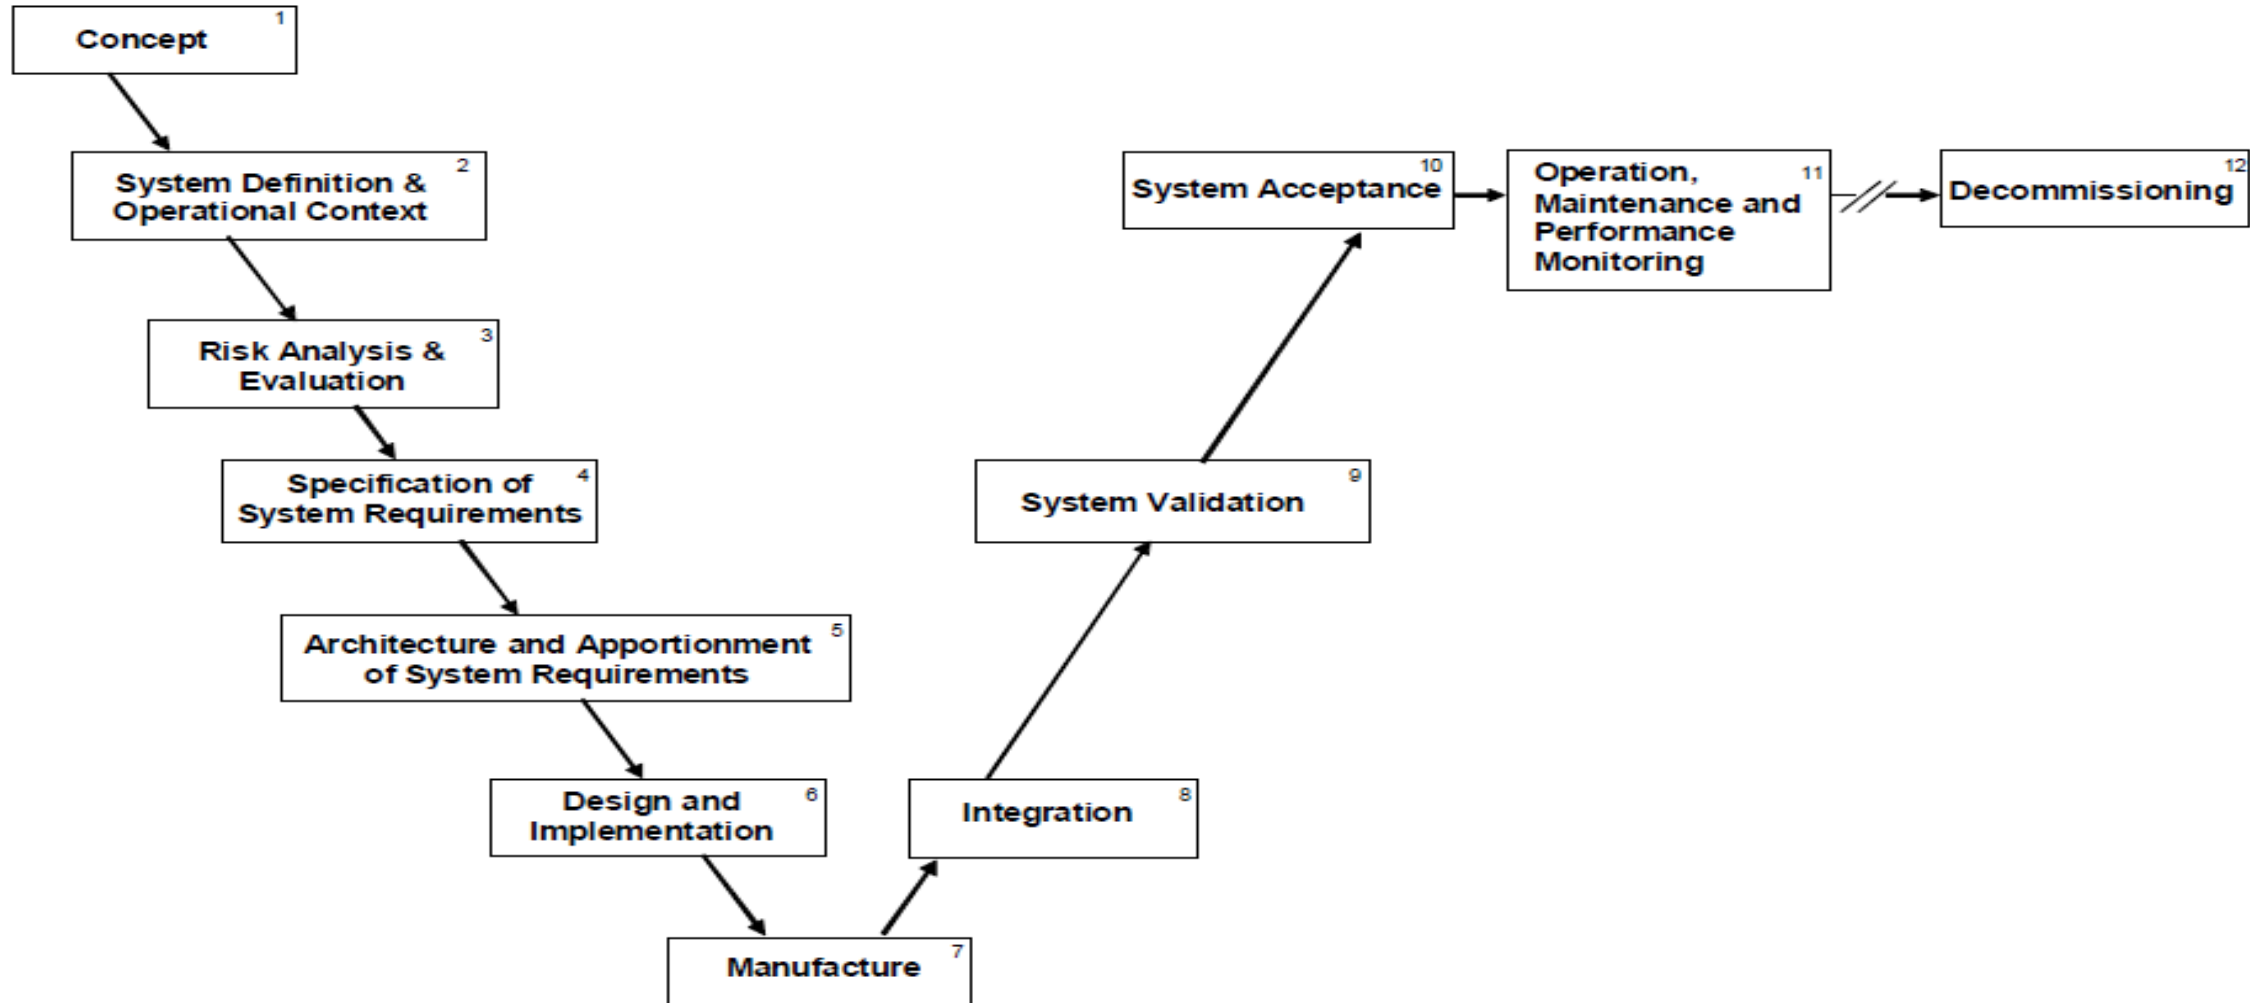 Concept
1
System Definition &
Operational Context
2
Risk Analysis &
Evaluation
3
Specification of
System Requirements
4
Architecture and Apportionment
of System Requirements
5
Design and
Implementation
6
Manufacture
7
Integration
8
System Validation
9
System Acceptance
10
Operation,
Maintenance and
Performance
Monitoring
11
Decommissioning
12